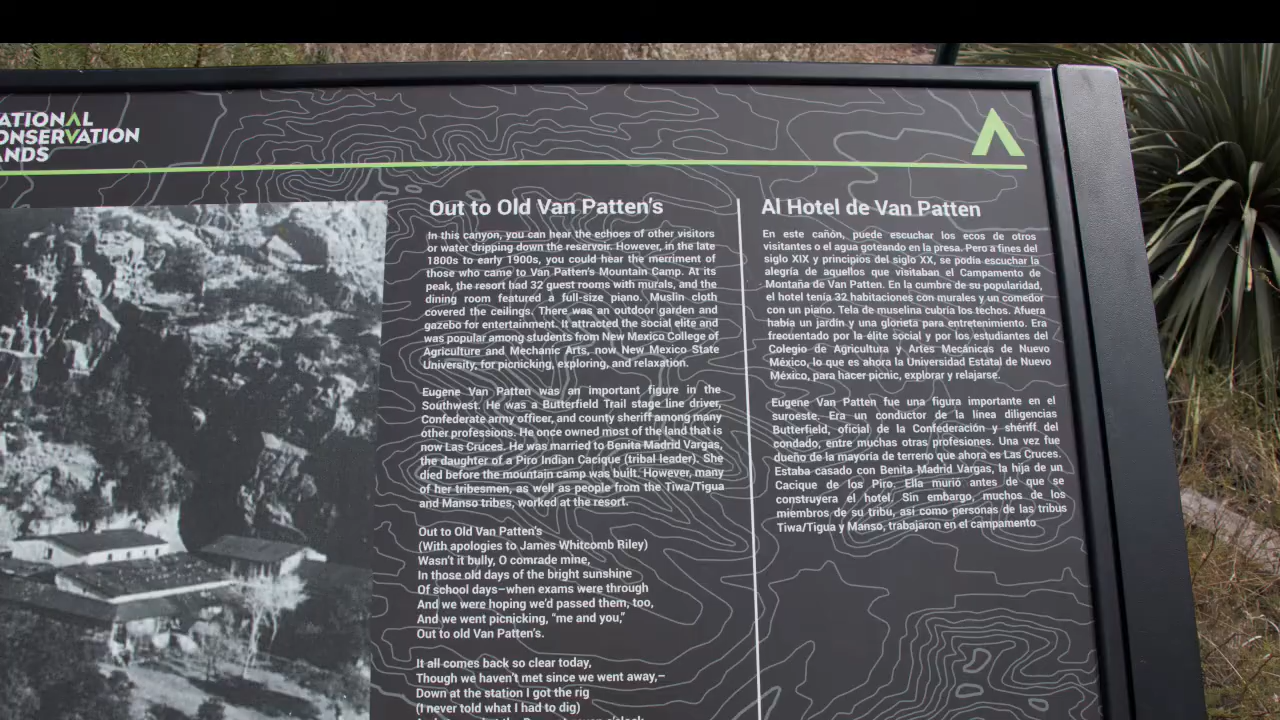 NATIONAL
CONSERVATION
LANDS
Out to Old Van Patten's
In this canyon, you can hear the echoes of other visitors
or water dripping down the reservoir. However, in the late
1800s to early 1900s, you could hear the merriment of
those who came to Van Patten's Mountain Camp. At its
peak, the resort had 32 guest rooms with murals, and the
dining room featured a full-size piano. Muslin cloth
covered the ceilings. There was an outdoor garden and
gazebo for entertainment. It attracted the social elite and
was popular among students from New Mexico College of
Agriculture and Mechanic Arts, now New Mexico State
University, for picnicking, exploring, and relaxation.
Eugene Van Patten was an important figure in the
Southwest. He was a Butterfield Trail stage line driver,
Confederate army officer, and county sheriff among many
other professions. He once owned most of the land that is
now Las Cruces. He was married to Benita Madrid Vargas,
the daughter of a Piro Indian Cacique (tribal leader). She
died before the mountain camp was built. However, many
of her tribesmen, as well as people from the Tiwa/Tigua
and Manso tribes, worked at the resort.
Out to Old Van Patten's
(With apologies to James Whitcomb Riley)
Wasn't it bully, O comrade mine,
In those old days of the bright sunshine
Of school days—when exams were through
And we were hoping we'd passed them, too,
And we went picnicking, "me and you,"
Out to old Van Patten's.
It all comes back so clear today,
Though we haven't met since we went away,—
Down at the station I got the rig
(I never told what I had to dig)
Al Hotel de Van Patten
En este cañón, puede escuchar los ecos de otros
visitantes o el agua goteando en la presa. Pero a fines del
siglo XIX y principios del siglo XX, se podía escuchar la
alegría de aquellos que visitaban el Campamento de
Montaña de Van Patten. En la cumbre de su popularidad,
el hotel tenía 32 habitaciones con murales y un comedor
con un piano. Tela de muselina cubría los techos. Afuera
había un jardín y una glorieta para entretenimiento. Era
frecuentado por la élite social y por los estudiantes del
Colegio de Agricultura y Artes Mecánicas de Nuevo
México, lo que es ahora la Universidad Estatal de Nuevo
México, para hacer picnic, explorar y relajarse.
Eugene Van Patten fue una figura importante en el
suroeste. Era un conductor de la línea diligencias
Butterfield, oficial de la Confederación y shériff del
condado, entre muchas otras profesiones. Una vez fue
dueño de la mayoría de terreno que ahora es Las Cruces.
Estaba casado con Benita Madrid Vargas, la hija de un
Cacique de los Piro. Ella murió antes de que se
construyera el hotel. Sin embargo, muchos de los
miembros de su tribu, así como personas de las tribus
Tiwa/Tigua y Manso, trabajaron en el campamento